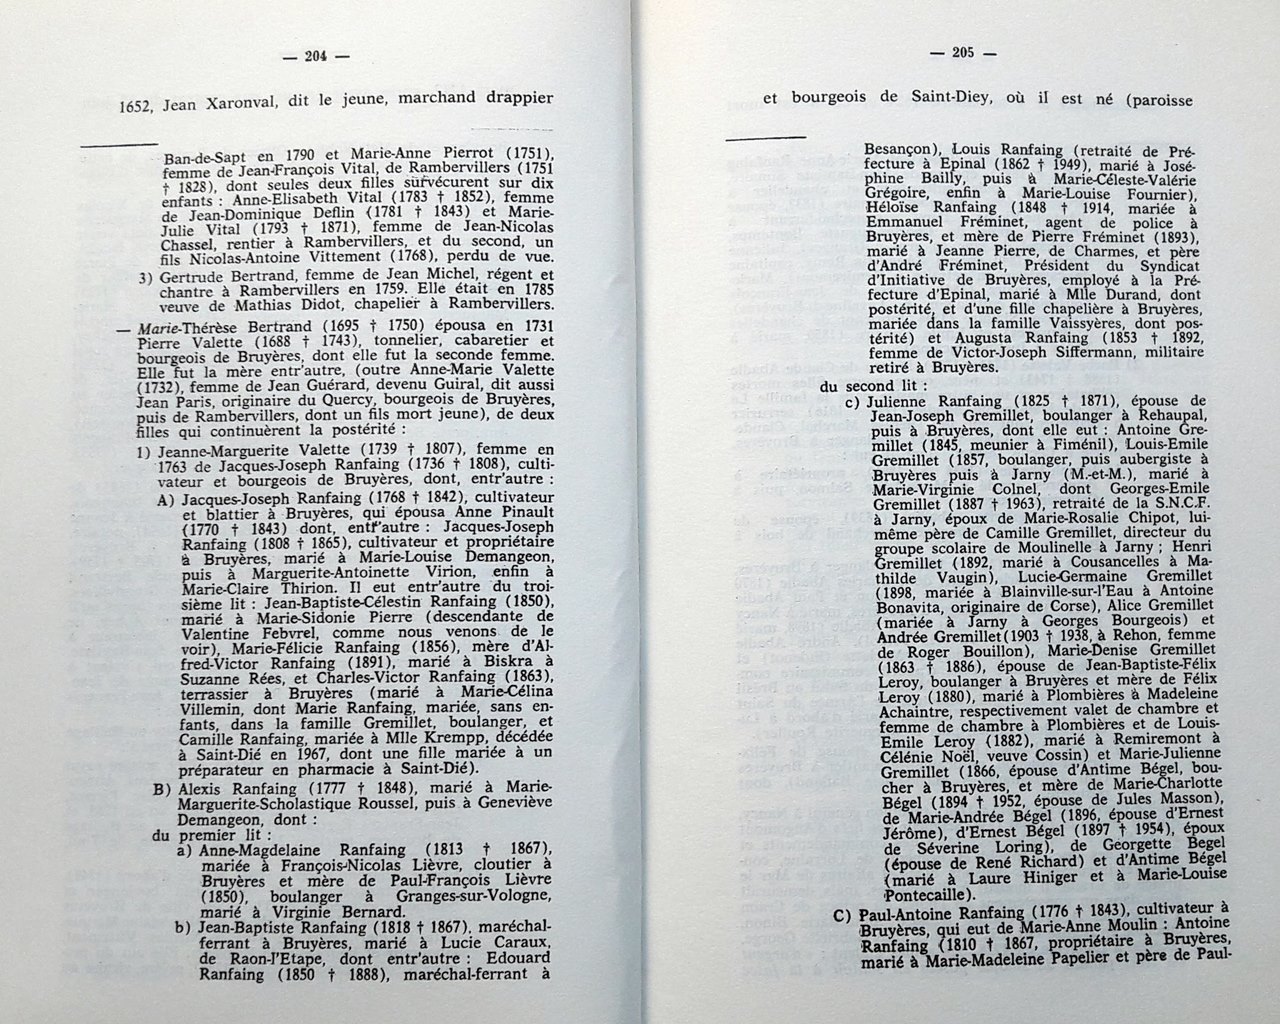 — 204 —
1652, Jean Xaronval, dit le jeune, marchand drappier
Ban-de-Sapt en 1790 et Marie-Anne Pierrot (1751),
femme de Jean-François Vital, de Rambervillers (1751
† 1828), dont seules deux filles survécurent sur dix
enfants : Anne-Elisabeth Vital (1783 † 1852), femme
de Jean-Dominique Deflin (1781 † 1843) et Marie-
Julie Vital (1793 † 1871), femme de Jean-Nicolas
Chassel, rentier à Rambervillers, et du second, un
fils Nicolas-Antoine Vittement (1768), perdu de vue.
3) Gertrude Bertrand, femme de Jean Michel, régent et
chantre à Rambervillers en 1759. Elle était en 1785
veuve de Mathias Didot, chapelier à Rambervillers.
— Marie-Thérèse Bertrand (1695 † 1750) épousa en 1731
Pierre Valette (1688 † 1743), tonnelier, cabaretier et
bourgeois de Bruyères, dont elle fut la seconde femme.
Elle fut la mère entr'autre, (outre Anne-Marie Valette
(1732), femme de Jean Guérard, devenu Guiral, dit aussi
Jean Paris, originaire du Quercy, bourgeois de Bruyères,
puis de Rambervillers, dont un fils mort jeune), de deux
filles qui continuèrent la postérité :
1) Jeanne-Marguerite Valette (1739 † 1807), femme en
1763 de Jacques-Joseph Ranfaing (1736 † 1808), culti-
vateur et bourgeois de Bruyères, dont, entr'autre :
A) Jacques-Joseph Ranfaing (1768 † 1842), cultivateur
et blattier à Bruyères, qui épousa Anne Pinault
(1770 † 1843) dont, entr'autre : Jacques-Joseph
Ranfaing (1808 † 1865), cultivateur et propriétaire
à Bruyères, marié à Marie-Louise Demangeon,
puis à Marguerite-Antoinette Virion, enfin à
Marie-Claire Thirion. Il eut entr'autre du troi-
sième lit : Jean-Baptiste-Célestin Ranfaing (1850),
marié à Marie-Sidonie Pierre (descendante de
Valentine Febvrel, comme nous venons de le
voir), Marie-Félicie Ranfaing (1856), mère d'Al-
fred-Victor Ranfaing (1891), marié à Biskra à
Suzanne Rées, et Charles-Victor Ranfaing (1863),
terrassier à Bruyères (marié à Marie-Célina
Villemin, dont Marie Ranfaing, mariée, sans en-
fants, dans la famille Gremillet, boulanger, et
Camille Ranfaing, mariée à Mlle Krempp, décédée
à Saint-Dié en 1967, dont une fille mariée à un
préparateur en pharmacie à Saint-Dié).
B) Alexis Ranfaing (1777 † 1848), marié à Marie-
Marguerite-Scholastique Roussel, puis à Geneviève
Demangeon, dont :
du premier lit :
a) Anne-Magdelaine Ranfaing (1813 † 1867),
mariée à François-Nicolas Lièvre, cloutier à
Bruyères et mère de Paul-François Lièvre
(1850), boulanger à Granges-sur-Vologne,
marié à Virginie Bernard.
b) Jean-Baptiste Ranfaing (1818 † 1867), maréchal-
ferrant à Bruyères, marié à Lucie Caraux,
de Raon-l'Etape, dont entr'autre : Edouard
Ranfaing (1850 † 1888), maréchal-ferrant à
— 205 —
et bourgeois de Saint-Diey, où il est né (paroisse
Besançon), Louis Ranfaing (retraité de Pré-
fecture à Epinal (1862 † 1949), marié à José-
phine Bailly, puis à Marie-Céleste-Valérie
Grégoire, enfin à Marie-Louise Fournier),
Héloïse Ranfaing (1848 † 1914, mariée à
Emmanuel Fréminet, agent de police à
Bruyères, et mère de Pierre Fréminet (1893),
marié à Jeanne Pierre, de Charmes, et père
d'André Fréminet, Président du Syndicat
d'Initiative de Bruyères, employé à la Pré-
fecture d'Epinal, marié à Mlle Durand, dont
postérité, et d'une fille chapelière à Bruyères,
mariée dans la famille Vaissyères, dont pos-
térité) et Augusta Ranfaing (1853 † 1892,
femme de Victor-Joseph Siffermann, militaire
retiré à Bruyères.
du second lit :
c) Julienne Ranfaing (1825 † 1871), épouse de
Jean-Joseph Gremillet, boulanger à Rehaupal,
puis à Bruyères, dont elle eut : Antoine Gre-
millet (1845, meunier à Fiménil), Louis-Emile
Gremillet (1857, boulanger, puis aubergiste à
Bruyères puis à Jarny (M.-et-M.), marié à
Marie-Virginie Colnel, dont Georges-Emile
Gremillet (1887 † 1963), retraité de la S.N.C.F.
à Jarny, époux de Marie-Rosalie Chipot, lui-
même père de Camille Gremillet, directeur du
groupe scolaire de Moulinelle à Jarny ; Henri
Gremillet (1892, marié à Cousancelles à Ma-
thilde Vaugin), Lucie-Germaine Gremillet
(1898, mariée à Blainville-sur-l'Eau à Antoine
Bonavita, originaire de Corse), Alice Gremillet
(mariée à Jarny à Georges Bourgeois) et
Andrée Gremillet (1903 † 1938, à Rehon, femme
de Roger Bouillon), Marie-Denise Gremillet
(1863 † 1886), épouse de Jean-Baptiste-Félix
Leroy, boulanger à Bruyères et mère de Félix
Leroy (1880), marié à Plombières à Madeleine
Achaintre, respectivement valet de chambre et
femme de chambre à Plombières et de Louis-
Emile Leroy (1882), marié à Remiremont à
Célénie Noël, veuve Cossin) et Marie-Julienne
Gremillet (1866, épouse d'Antime Bégel, bou-
cher à Bruyères, et mère de Marie-Charlotte
Bégel (1894 † 1952, épouse de Jules Masson),
de Marie-Andrée Bégel (1896, épouse d'Ernest
Jérôme), d'Ernest Bégel (1897 † 1954), époux
de Séverine Loring), de Georgette Begel
(épouse de René Richard) et d'Antime Bégel
(marié à Laure Hiniger et à Marie-Louise
Pontecaille).
C) Paul-Antoine Ranfaing (1776 † 1843), cultivateur à
Bruyères, qui eut de Marie-Anne Moulin : Antoine
Ranfaing (1810 † 1867, propriétaire à Bruyères,
marié à Marie-Madeleine Papelier et père de Paul-